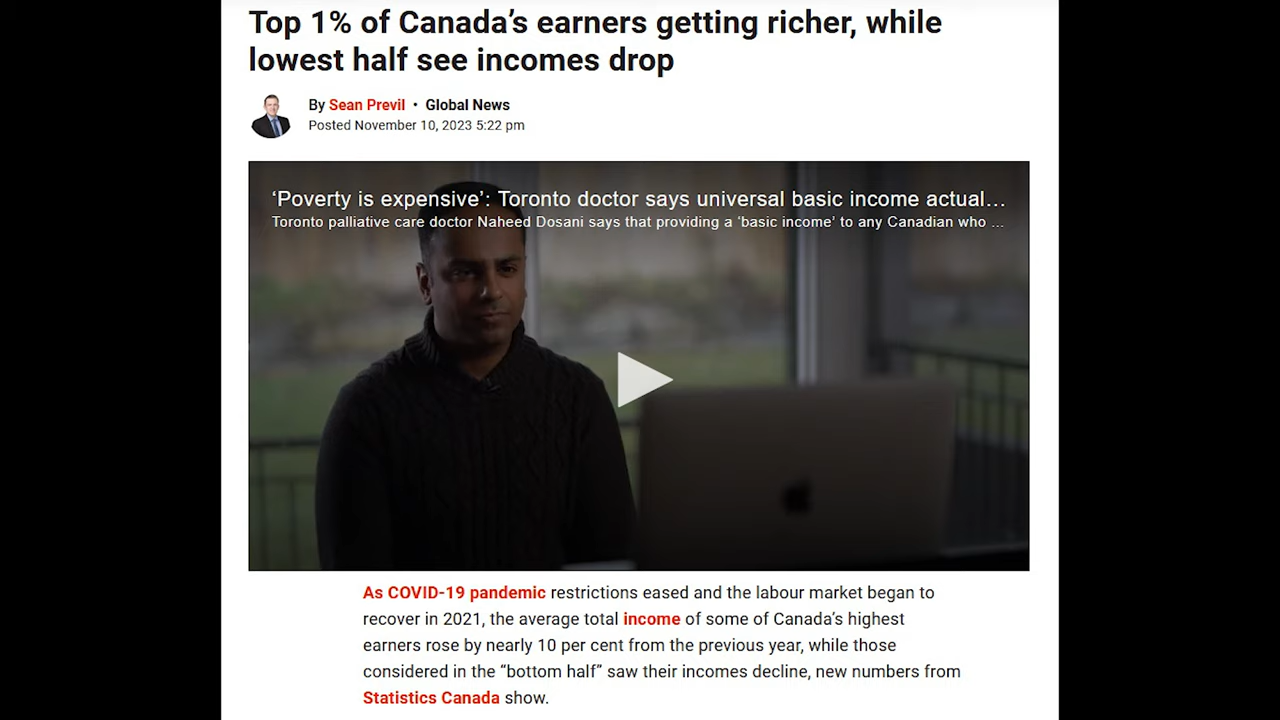 Top 1% of Canada’s earners getting richer, while
lowest half see incomes drop
By Sean Previl • Global News
Posted November 10, 2023 5:22 pm
‘Poverty is expensive’: Toronto doctor says universal basic income actual…
Toronto palliative care doctor Naheed Dosani says that providing a ‘basic income’ to any Canadian who …
As COVID-19 pandemic restrictions eased and the labour market began to
recover in 2021, the average total income of some of Canada’s highest
earners rose by nearly 10 per cent from the previous year, while those
considered in the “bottom half” saw their incomes decline, new numbers from
Statistics Canada show.